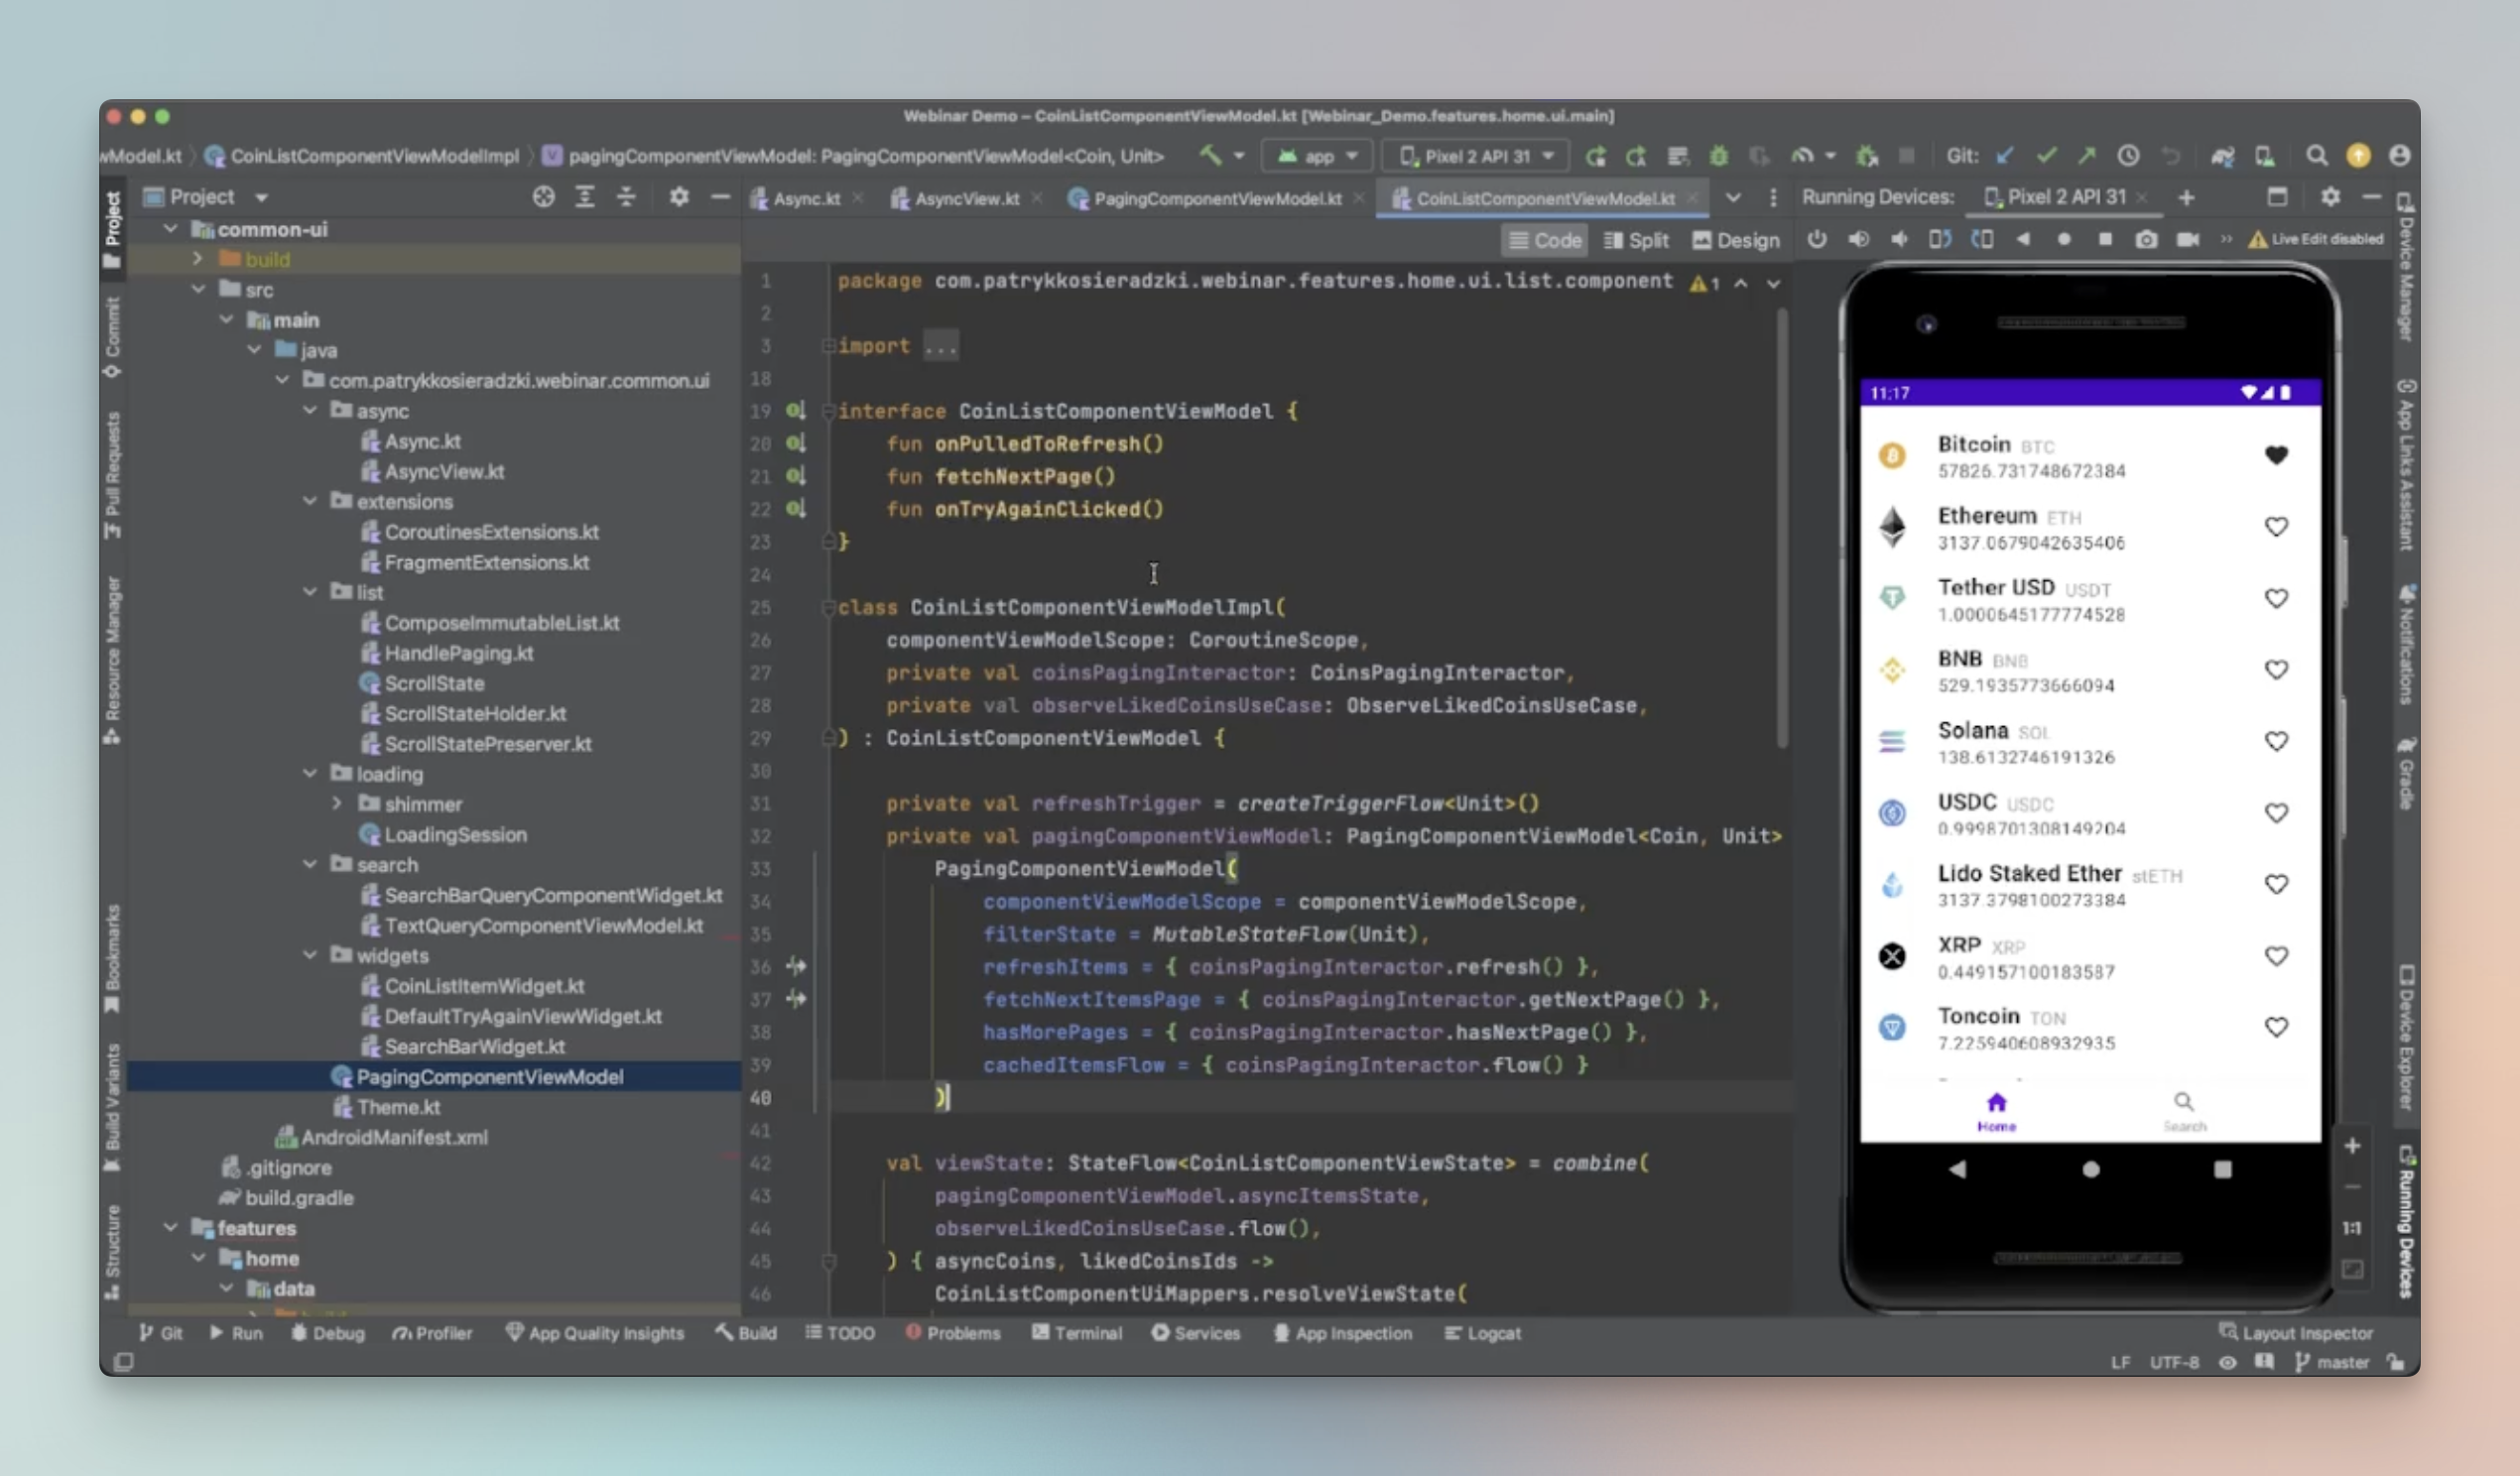 Webinar Demo – CoinListComponentViewModel.kt [Webinar_Demo.features.home.ui.main]
wModel.kt CoinListComponentViewModelImpl pagingComponentViewModel: PagingComponentViewModel<Coin, Unit> app Pixel 2 API 31 Git:
Project
Async.kt AsyncView.kt PagingComponentViewModel.kt CoinListComponentViewModel.kt
Running Devices: Pixel 2 API 31
Code Split Design
Live Edit disabled
Project
Commit
Pull Requests
Resource Manager
Bookmarks
Build Variants
Structure
common-ui
build
src
main
java
com.patrykkosieradzki.webinar.common.ui
async
Async.kt
AsyncView.kt
extensions
CoroutinesExtensions.kt
FragmentExtensions.kt
list
ComposeImmutableList.kt
HandlePaging.kt
ScrollState
ScrollStateHolder.kt
ScrollStatePreserver.kt
loading
shimmer
LoadingSession
search
SearchBarQueryComponentWidget.kt
TextQueryComponentViewModel.kt
widgets
CoinListItemWidget.kt
DefaultTryAgainViewWidget.kt
SearchBarWidget.kt
PagingComponentViewModel
Theme.kt
AndroidManifest.xml
.gitignore
build.gradle
features
home
data
1 package com.patrykkosieradzki.webinar.features.home.ui.list.component 1
2
3 import ...
18
19 interface CoinListComponentViewModel {
20 fun onPulledToRefresh()
21 fun fetchNextPage()
22 fun onTryAgainClicked()
23 }
24
25 class CoinListComponentViewModelImpl(
26 componentViewModelScope: CoroutineScope,
27 private val coinsPagingInteractor: CoinsPagingInteractor,
28 private val observeLikedCoinsUseCase: ObserveLikedCoinsUseCase,
29 ) : CoinListComponentViewModel {
30
31 private val refreshTrigger = createTriggerFlow<Unit>()
32 private val pagingComponentViewModel: PagingComponentViewModel<Coin, Unit>
33 PagingComponentViewModel(
34 componentViewModelScope = componentViewModelScope,
35 filterState = MutableStateFlow(Unit),
36 refreshItems = { coinsPagingInteractor.refresh() },
37 fetchNextItemsPage = { coinsPagingInteractor.getNextPage() },
38 hasMorePages = { coinsPagingInteractor.hasNextPage() },
39 cachedItemsFlow = { coinsPagingInteractor.flow() }
40 )
41
42 val viewState: StateFlow<CoinListComponentViewState> = combine(
43 pagingComponentViewModel.asyncItemsState,
44 observeLikedCoinsUseCase.flow(),
45 ) { asyncCoins, likedCoinsIds ->
46 CoinListComponentUiMappers.resolveViewState(
11:17
Bitcoin BTC
57826.731748672384
Ethereum ETH
3137.0679042635406
Tether USD USDT
1.0000645177774528
BNB BNB
529.1935773666094
Solana SOL
138.6132746191326
USDC USDC
0.9998701308149204
Lido Staked Ether stETH
3137.3798100273384
XRP XRP
0.449157100183587
Toncoin TON
7.225940608932935
Home Search
1:1
Device Manager
App Links Assistant
Notifications
Gradle
Device Explorer
Running Devices
Git Run Debug Profiler App Quality Insights Build TODO Problems Terminal Services App Inspection Logcat Layout Inspector
LF UTF-8 master